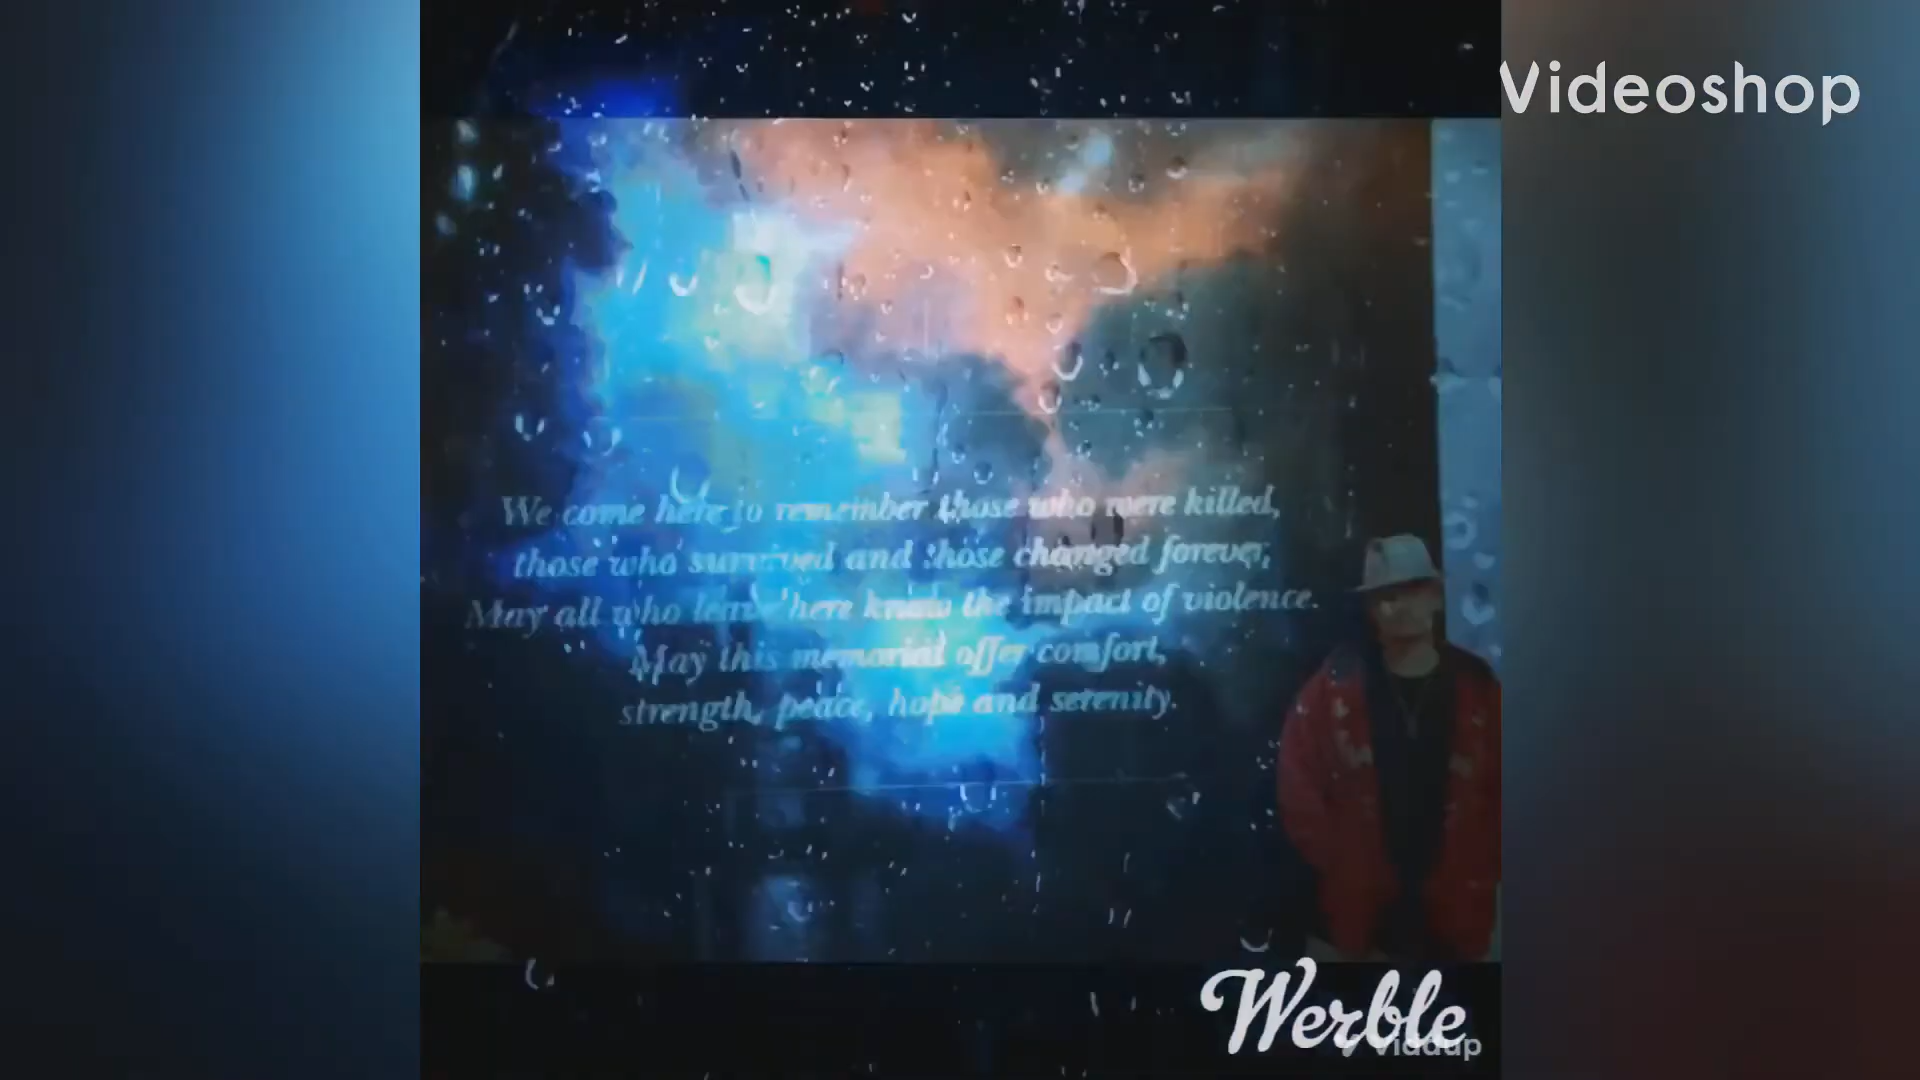 Videoshop
We come here to remember those who were killed,
those who survived and those changed forever,
May all who leave here know the impact of violence.
May this memorial offer comfort,
strength, peace, hope and serenity.
Werble
Viddup